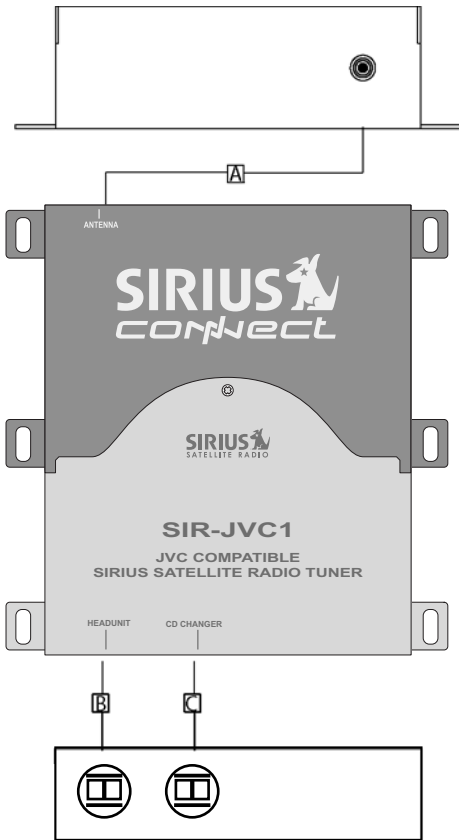 A
ANTENNA
SIRIUS
CONNECT
SIRIUS
SATELLITE RADIO
SIR-JVC1
JVC COMPATIBLE
SIRIUS SATELLITE RADIO TUNER
HEADUNIT CD CHANGER
B C